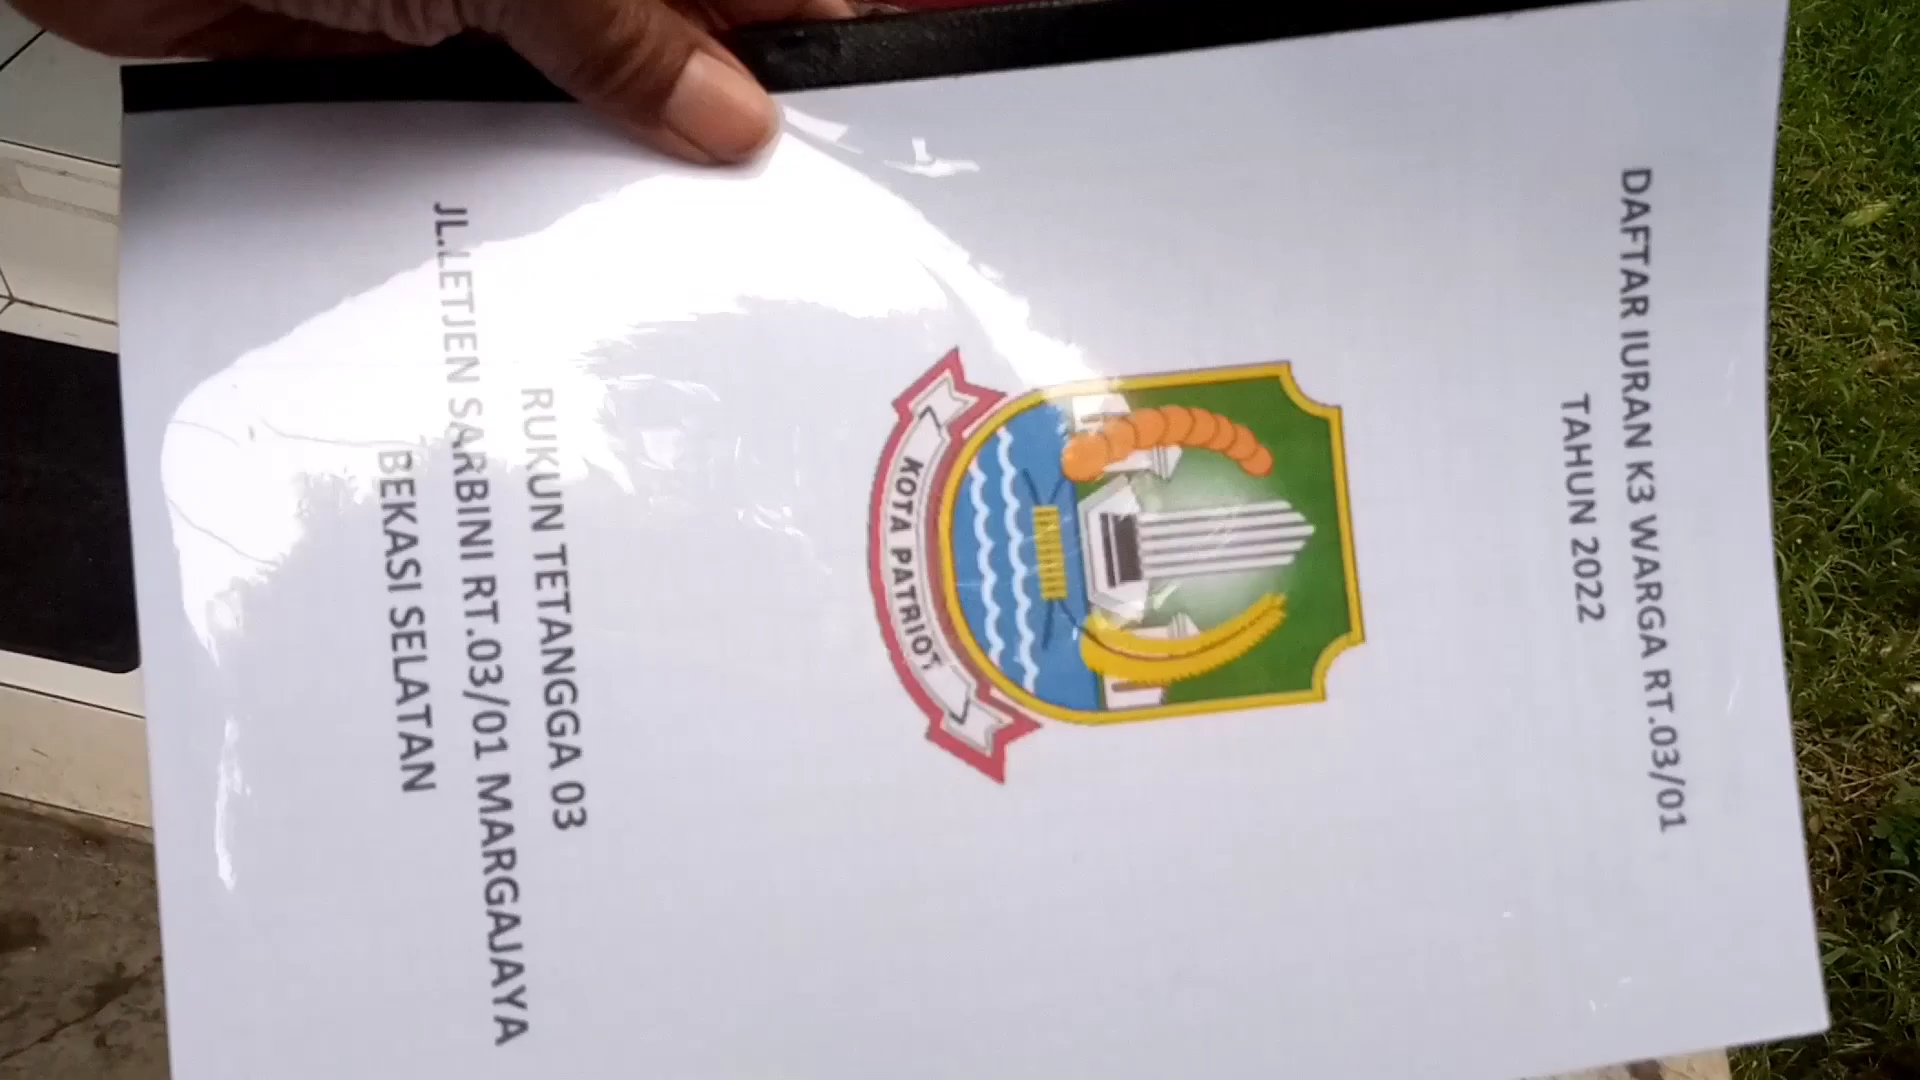 DAFTAR IURAN K3 WARGA RT.03/01
TAHUN 2022
KOTA PATRIOT
RUKUN TETANGGA 03
JL.LETJEN SARBINI RT.03/01 MARGAJAYA
BEKASI SELATAN